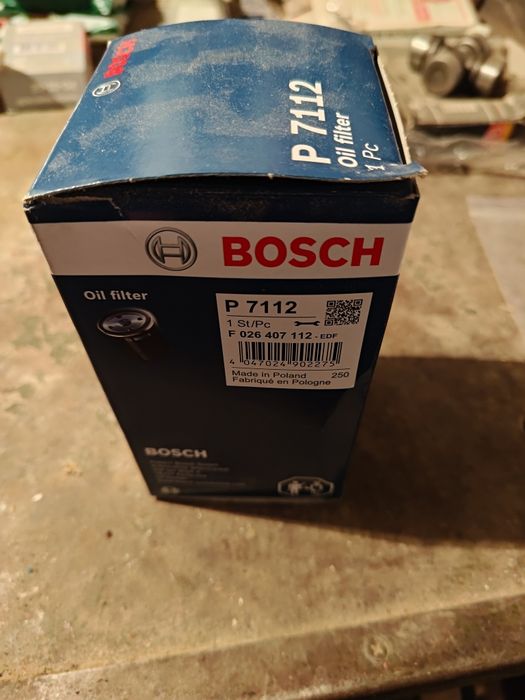 BOSCH
P 7112
Oil filter
1 Pc
BOSCH
Oil filter
P 7112
1 St/Pc
F 026 407 112 - EDF
4 047024 902275
Made in Poland 250
Fabriqué en Pologne
BOSCH